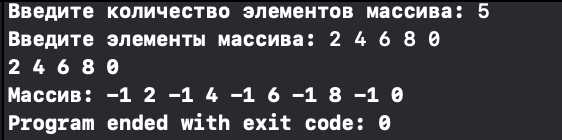 Введите количество элементов массива: 5
Введите элементы массива: 2 4 6 8 0
2 4 6 8 0
Массив: -1 2 -1 4 -1 6 -1 8 -1 0
Program ended with exit code: 0